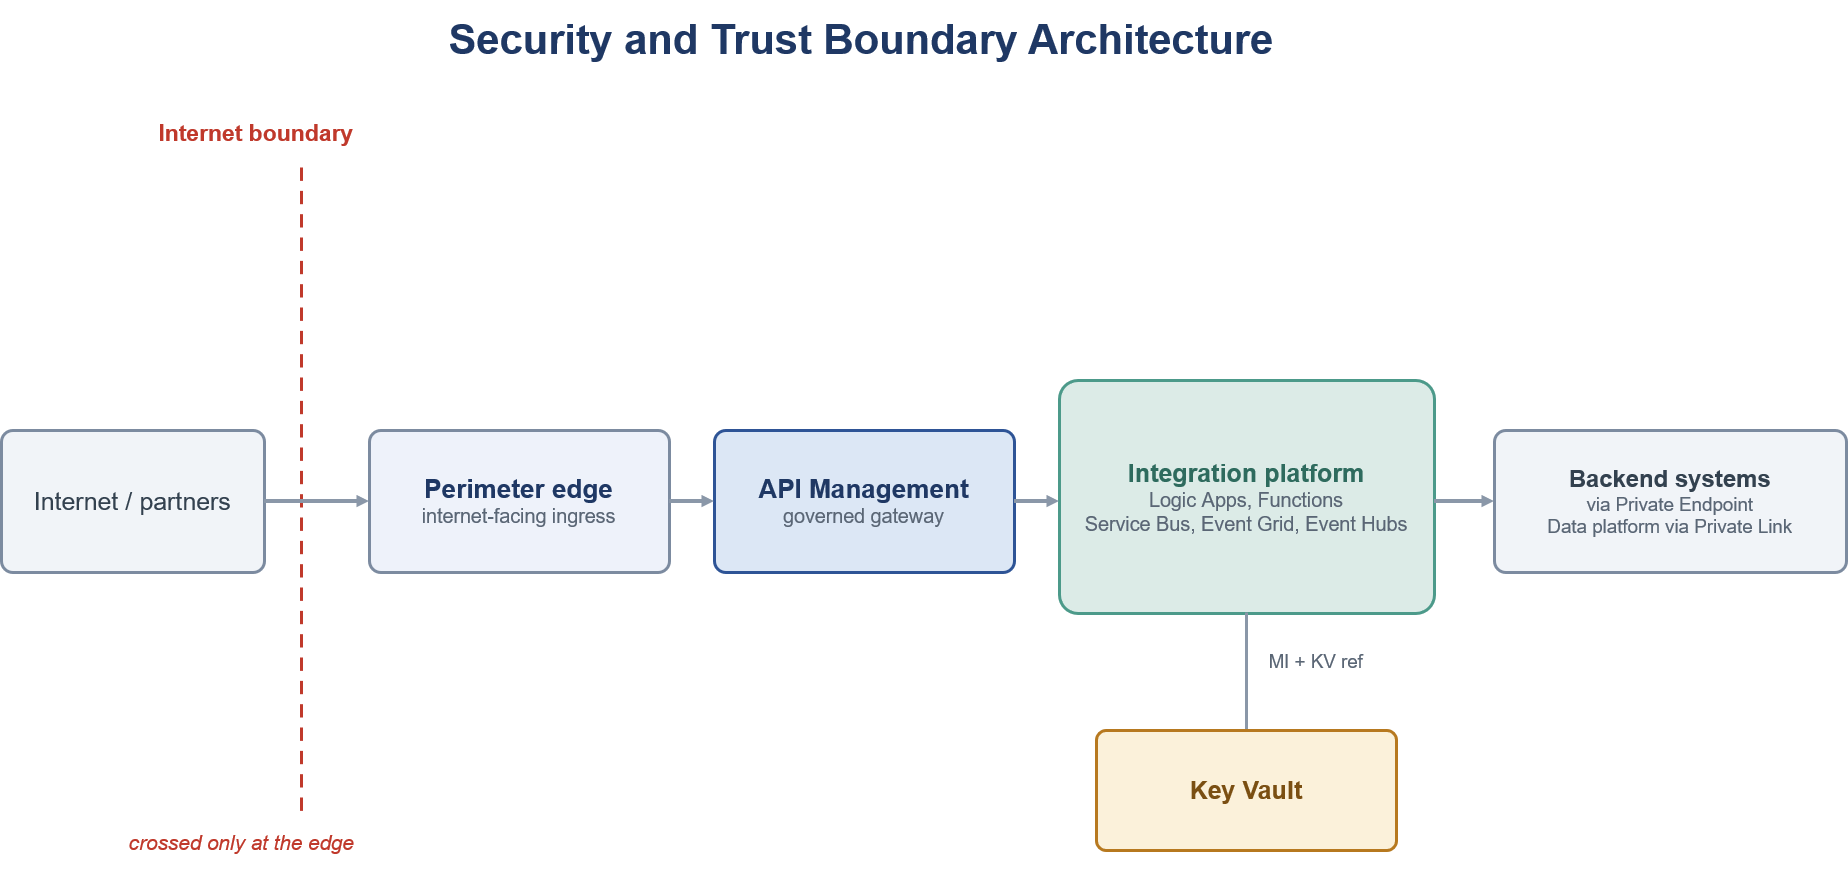 Security and Trust Boundary Architecture
Internet boundary
Internet / partners
Perimeter edge
internet-facing ingress
API Management
governed gateway
Integration platform
Logic Apps, Functions
Service Bus, Event Grid, Event Hubs
Backend systems
via Private Endpoint
Data platform via Private Link
MI + KV ref
Key Vault
crossed only at the edge